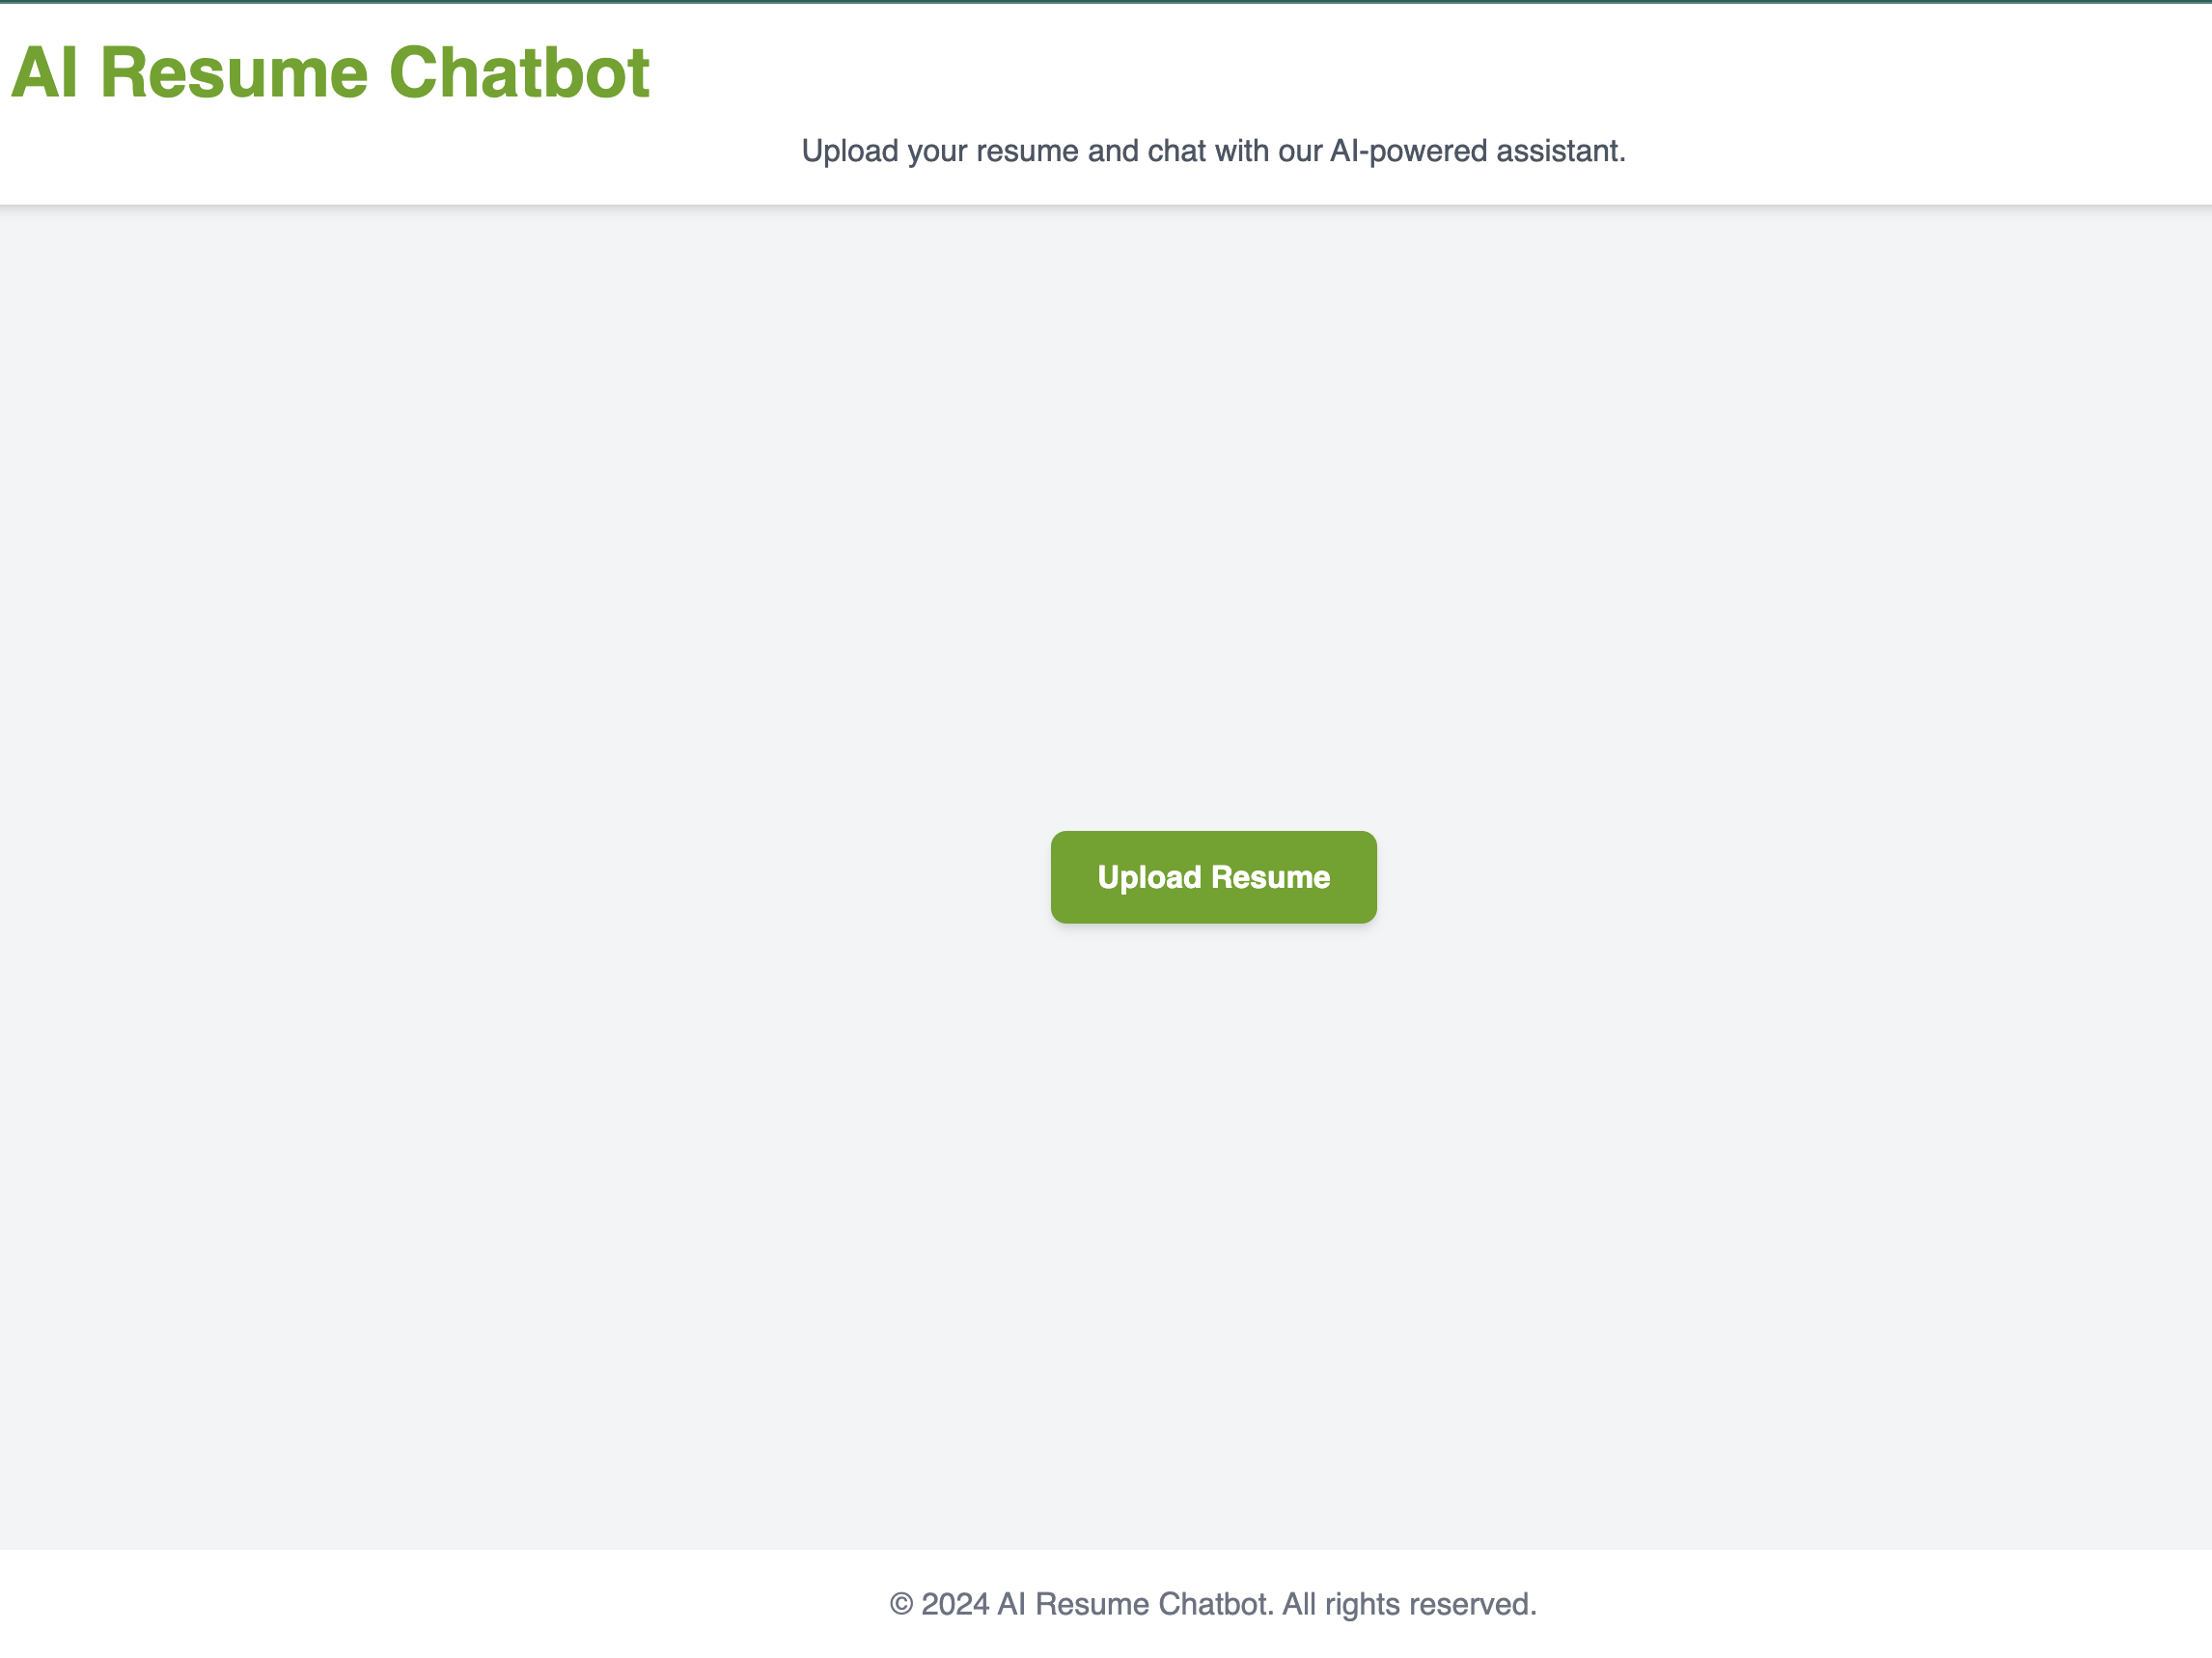 AI Resume Chatbot
Upload your resume and chat with our AI-powered assistant.
Upload Resume
© 2024 AI Resume Chatbot. All rights reserved.